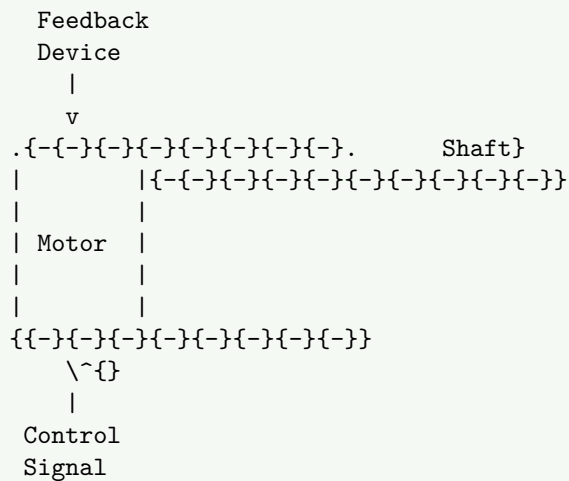 Feedback
Device
|
v
.{-{-}{-}{-}{-}{-}{-}{-}. Shaft}
| |{-{-}{-}{-}{-}{-}{-}{-}{-}{-}}
| |
| Motor |
| |
| |
{{-}{-}{-}{-}{-}{-}{-}{-}}
\^{}
|
Control
Signal